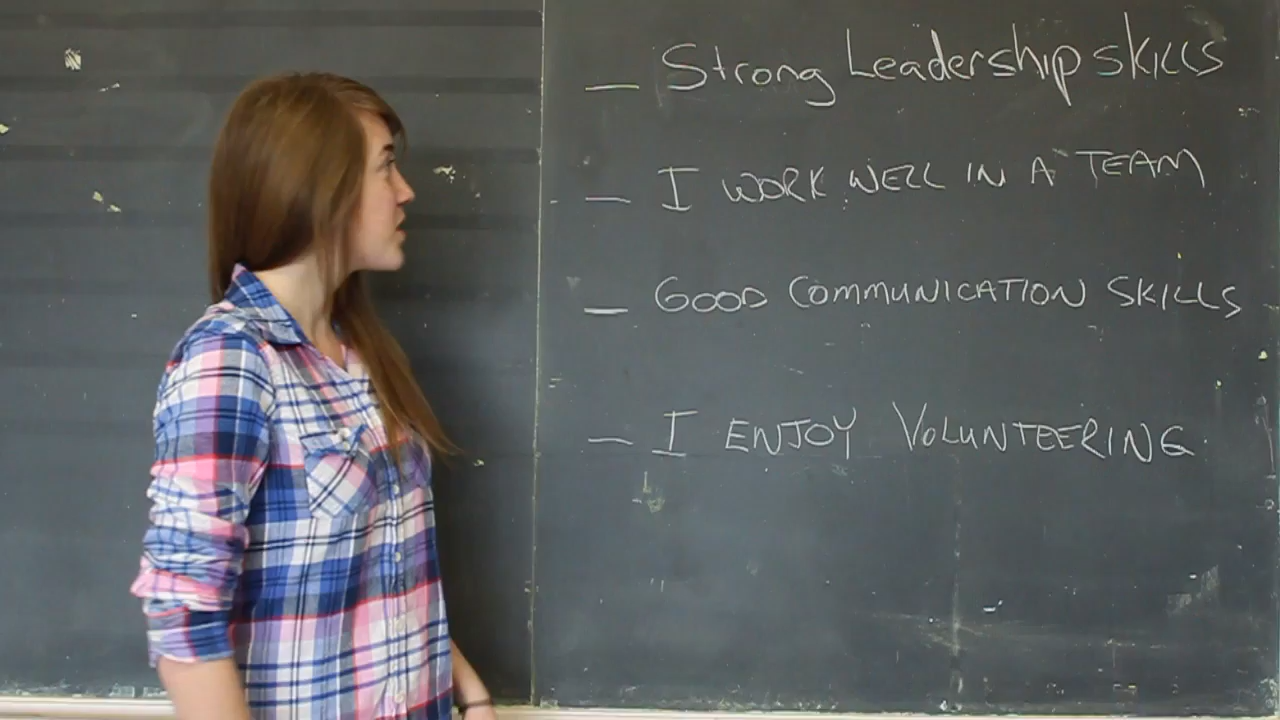 — Strong Leadership skills
— I WORK WELL IN A TEAM
— GOOD COMMUNICATION SKILLS
— I ENJOY VOLUNTEERING